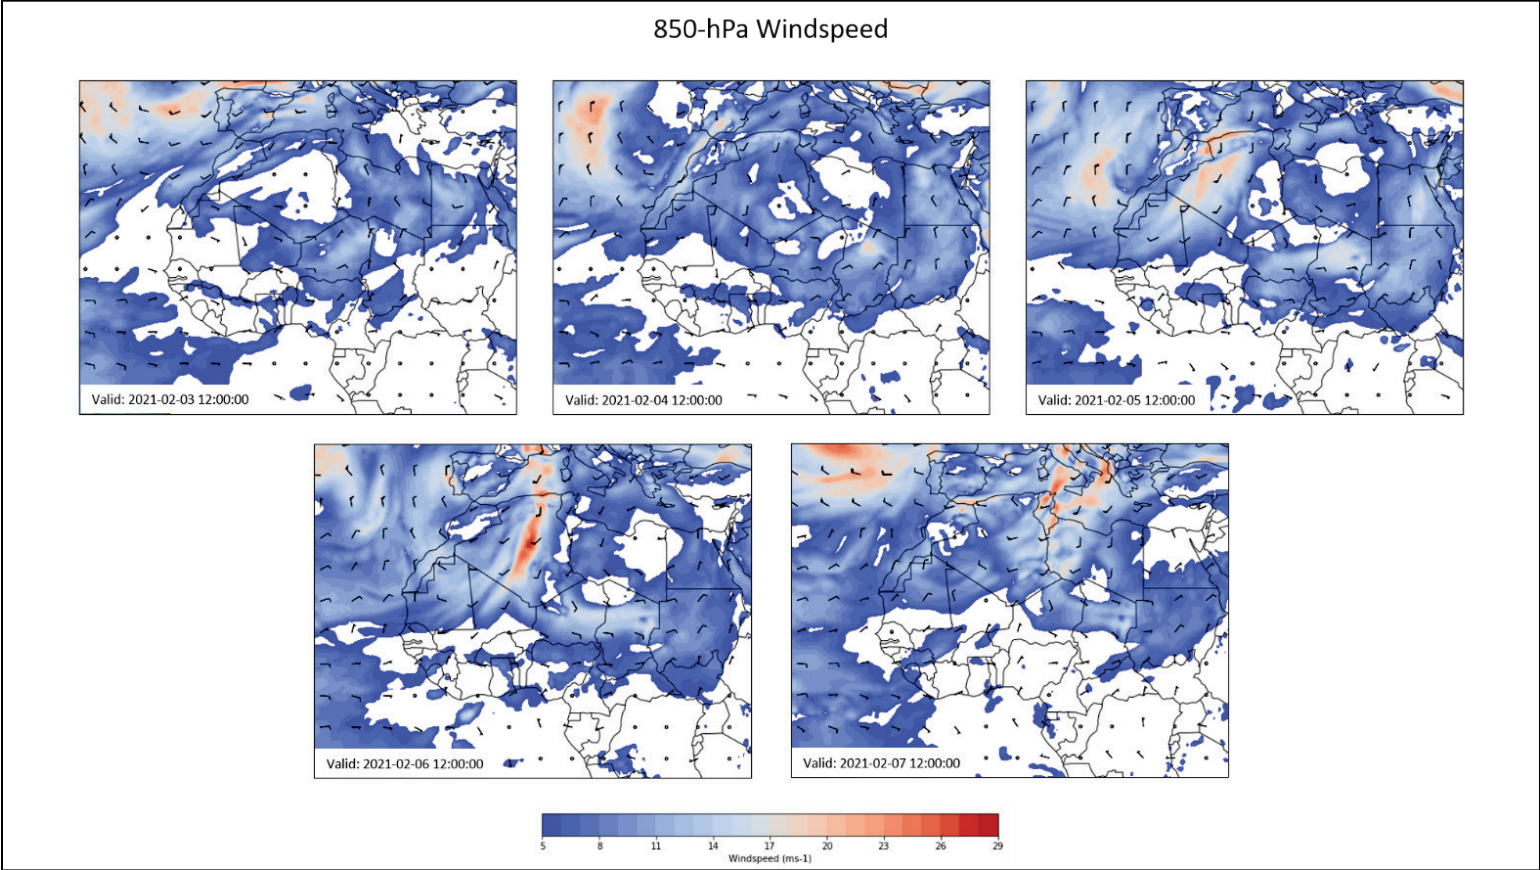 850-hPa Windspeed
Valid: 2021-02-03 12:00:00
Valid: 2021-02-04 12:00:00
Valid: 2021-02-05 12:00:00
Valid: 2021-02-06 12:00:00
Valid: 2021-02-07 12:00:00
5 8 11 14 17 20 23 26 29
Windspeed (ms-1)